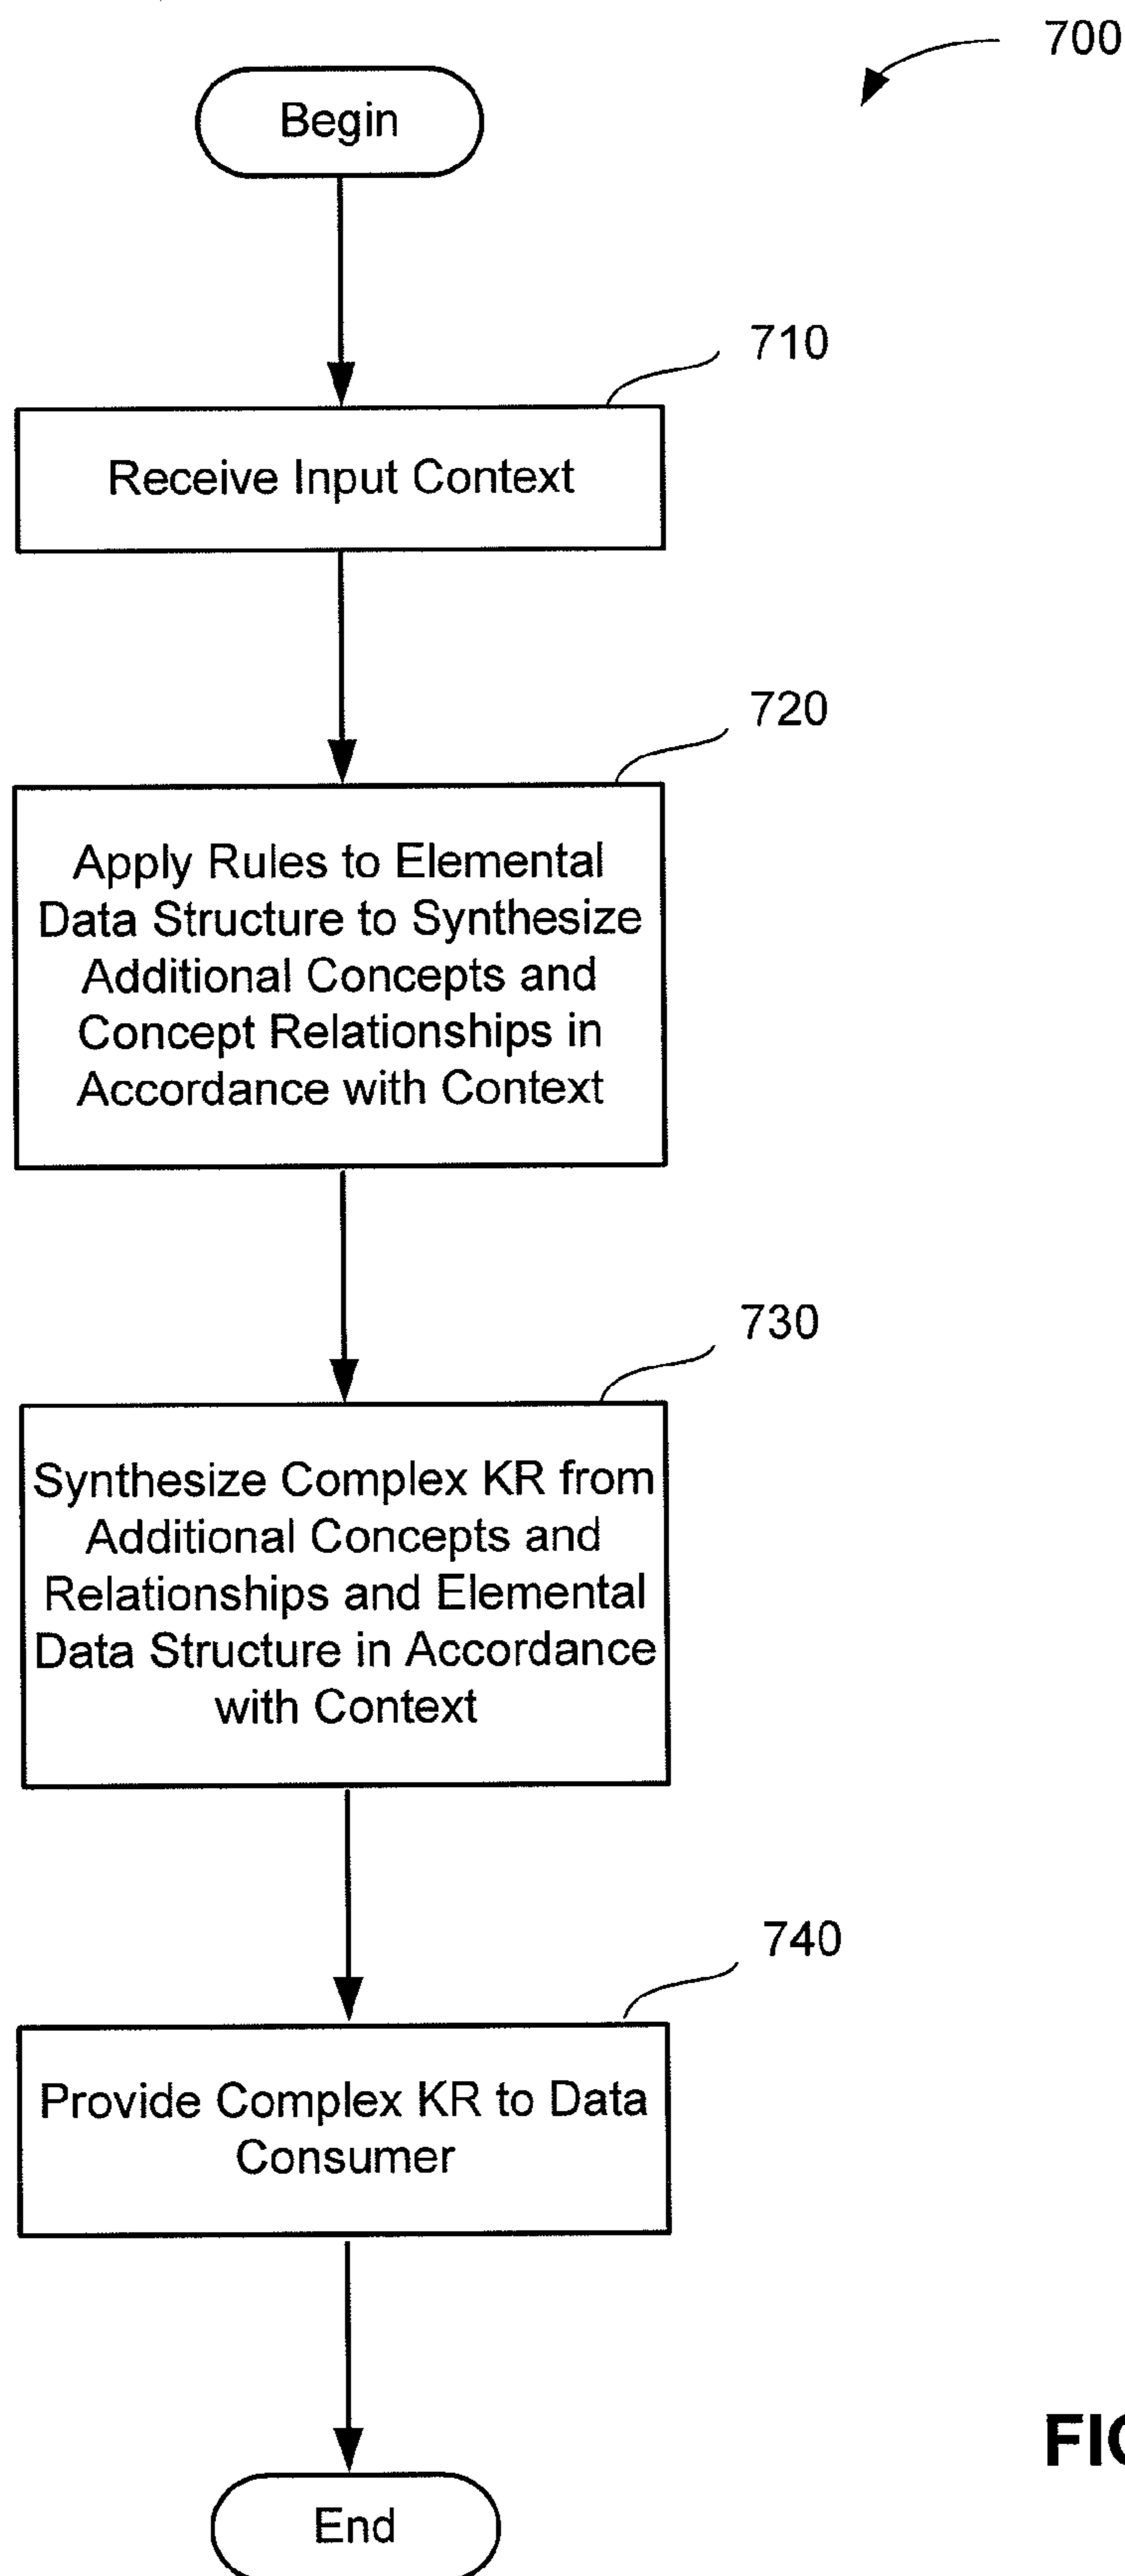 700
Begin
710
Receive Input Context
720
Apply Rules to Elemental
Data Structure to Synthesize
Additional Concepts and
Concept Relationships in
Accordance with Context
730
Synthesize Complex KR from
Additional Concepts and
Relationships and Elemental
Data Structure in Accordance
with Context
740
Provide Complex KR to Data
Consumer
End